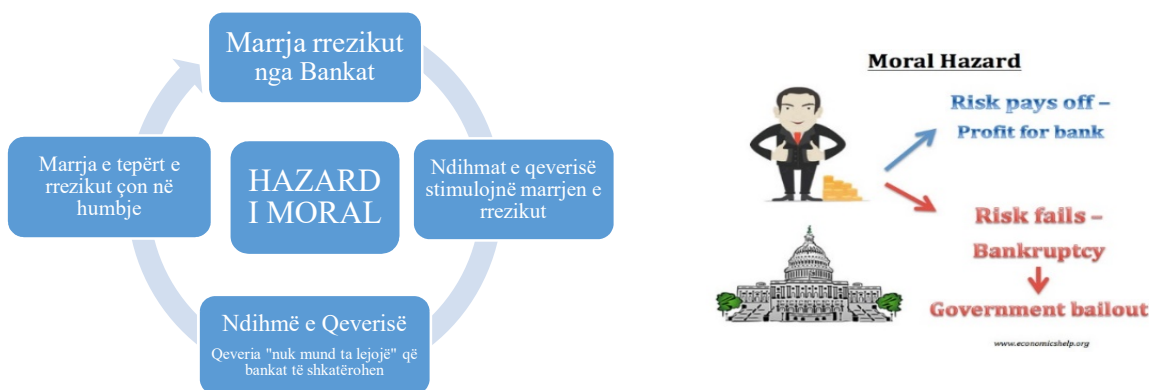 Marrja rrezikut
nga Bankat
Ndihmat e qeverisë
stimulojnë marrjen e
rrezikut
Ndihmë e Qeverisë
Qeveria "nuk mund ta lejojë" që
bankat të shkatërohen
Marrja e tepërt e
rrezikut çon në
humbje
HAZARD
I MORAL
Moral Hazard
Risk pays off –
Profit for bank
Risk fails –
Bankruptcy
Government bailout
www.economicshelp.org